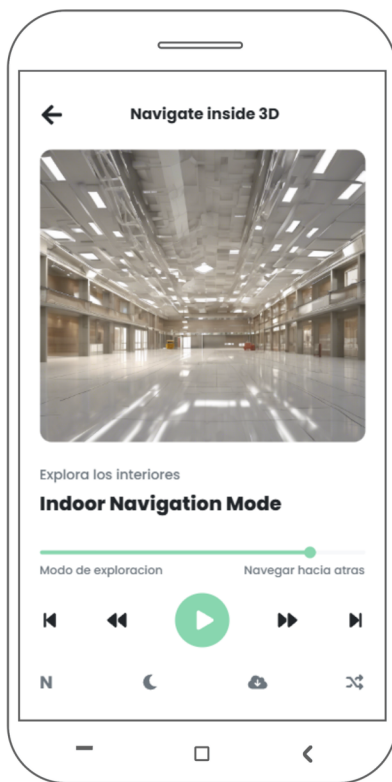 Navigate inside 3D
Explora los interiores
Indoor Navigation Mode
Modo de exploracion Navegar hacia atras
N